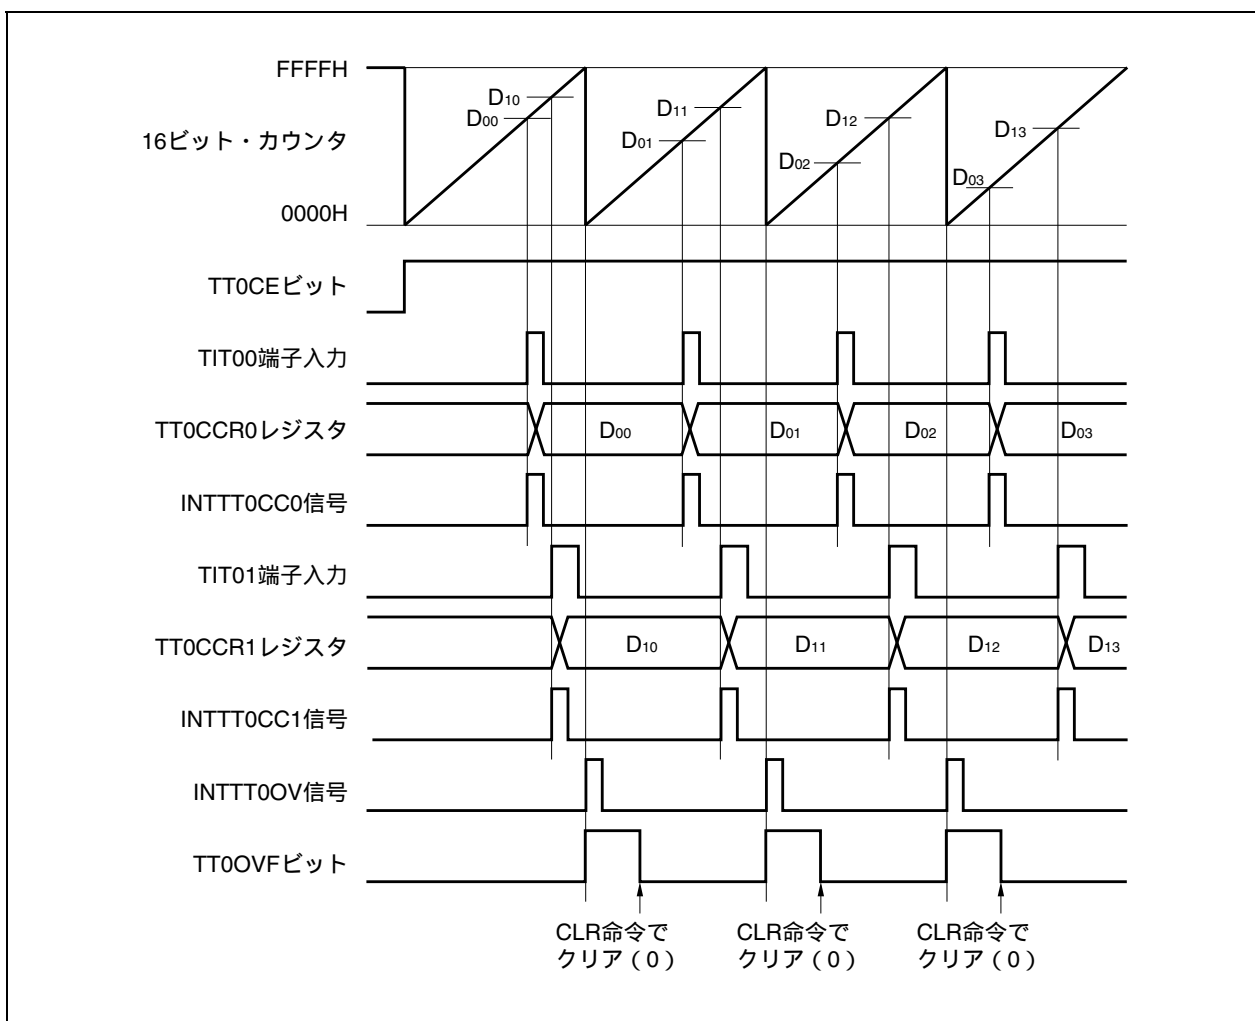 FFFFH
D10
D00
D11
D01
D12
D02
D13
D03
16ビット・カウンタ
0000H
TT0CEビット
TIT00端子入力
TT0CCR0レジスタ
D00
D01
D02
D03
INTTT0CC0信号
TIT01端子入力
TT0CCR1レジスタ
D10
D11
D12
D13
INTTT0CC1信号
INTTT0OV信号
TT0OVFビット
CLR命令で
クリア(0)
CLR命令で
クリア(0)
CLR命令で
クリア(0)